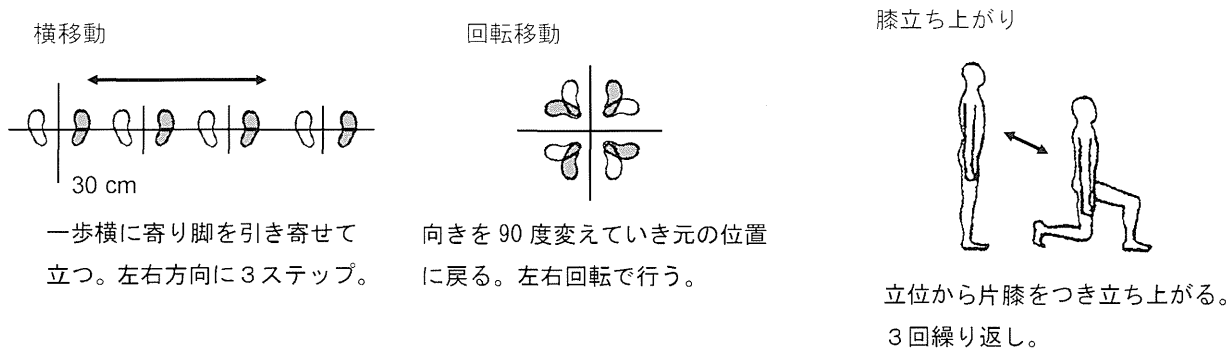 横移動
30 cm
一歩横に寄り脚を引き寄せて
立つ。左右方向に３ステップ。
回転移動
向きを 90 度変えていき元の位置
に戻る。左右回転で行う。
膝立ち上がり
立位から片膝をつき立ち上がる。
３回繰り返し。